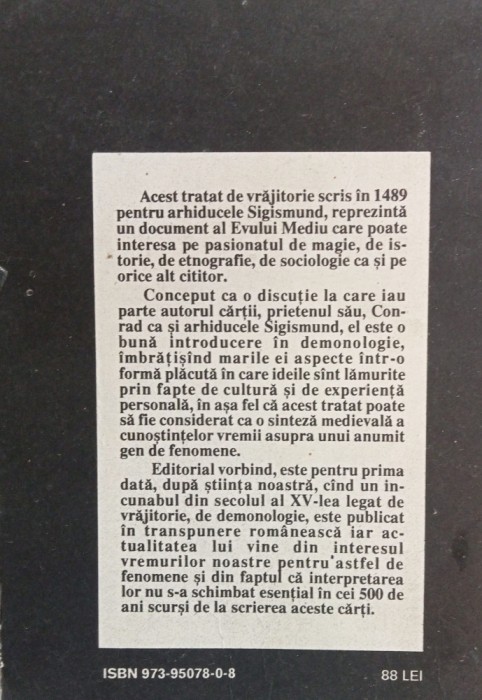 Acest tratat de vrăjitorie scris în 1489
pentru arhiducele Sigismund, reprezintă
un document al Evului Mediu care poate
interesa pe pasionatul de magie, de is-
torie, de etnografie, de sociologie ca și pe
orice alt cititor.
Conceput ca o discuție la care iau
parte autorul cărții, prietenul său, Con-
rad ca și arhiducele Sigismund, el este o
bună introducere în demonologie,
îmbrățișînd marile ei aspecte într-o
formă plăcută în care ideile sînt lămurite
prin fapte de cultură și de experiență
personală, în așa fel că acest tratat poate
să fie considerat ca o sinteză medievală a
cunoștințelor vremii asupra unui anumit
gen de fenomene.
Editorial vorbind, este pentru prima
dată, după știința noastră, cînd un in-
cunabul din secolul al XV-lea legat de
vrăjitorie, de demonologie, este publicat
în transpunere românească iar ac-
tualitatea lui vine din interesul
vremurilor noastre pentru astfel de
fenomene și din faptul că interpretarea
lor nu s-a schimbat esențial în cei 500 de
ani scurși de la scrierea aceste cărți.
ISBN 973-95078-0-8
88 LEI